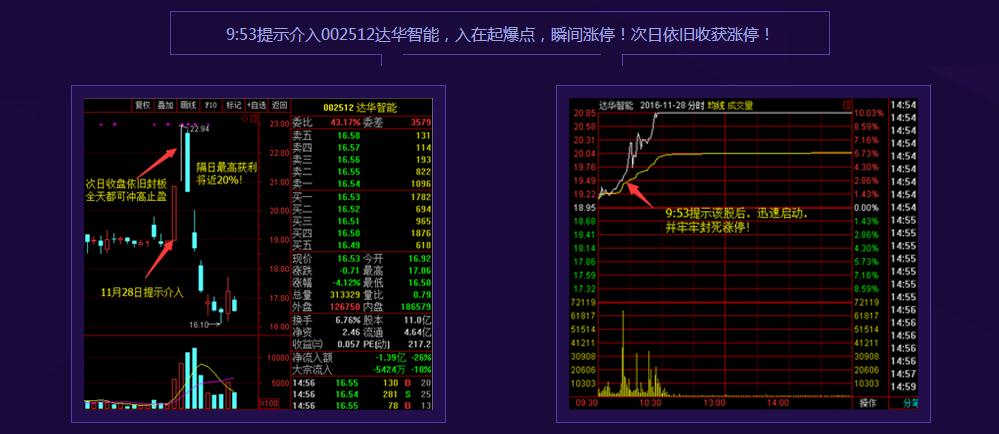 9:53提示介入002512达华智能，入在起爆点，瞬间涨停！次日依旧收获涨停！
复权 叠加 画线 F10 标记 *自选 返回
002512 达华智能
22.94
23.00
22.00
21.00
20.00
19.00
18.00
17.00
16.00
次日收盘依旧封板
全天都可冲高止盈
隔日最高获利
将近20%！
11月28日提示介入
16.10
10000
5000
X100
委比 43.17% 委差 3579
卖五 16.58 131
卖四 16.57 114
卖三 16.56 193
卖二 16.55 822
卖一 16.54 1096
买一 16.53 1782
买二 16.52 694
买三 16.51 965
买四 16.50 1876
买五 16.49 618
现价 16.53 今开 16.92
涨跌 -0.71 最高 17.06
涨幅 -4.12% 最低 16.50
总量 313329 量比 0.79
外盘 126750 内盘 186579
换手 6.76% 股本 11.0亿
净资 2.46 流通 4.64亿
收益㈢ 0.057 PE(动) 217.2
净流入额 -1.39亿 -26%
大宗流入 -5424万 -10%
14:56 16.55 130 B 20
14:56 16.54 281 S 25
14:56 16.55 78 B 13
达华智能 2016-11-28 分时 均线 成交量
20.85 10.03%
20.58 8.59%
20.31 7.16%
20.04 5.73%
19.76 4.30%
19.49 2.86%
19.22 1.43%
18.95 0.00%
18.68 1.43%
18.41 2.86%
18.14 4.30%
17.86 5.73%
17.59 7.16%
17.32 8.59%
9:53提示该股后，迅速启动，
并牢牢封死涨停！
72119 72119
61817 61817
51514 51514
41211 41211
30908 30908
20606 20606
10303 10303
09:30 10:30 13:00 14:00 操作 分笔
14:54
14:54
14:54
14:54
14:54
14:54
14:54
14:55
14:55
14:55
14:55
14:55
14:55
14:55
14:55
14:55
14:56
14:56
14:56
14:56
14:56
14:57
14:59